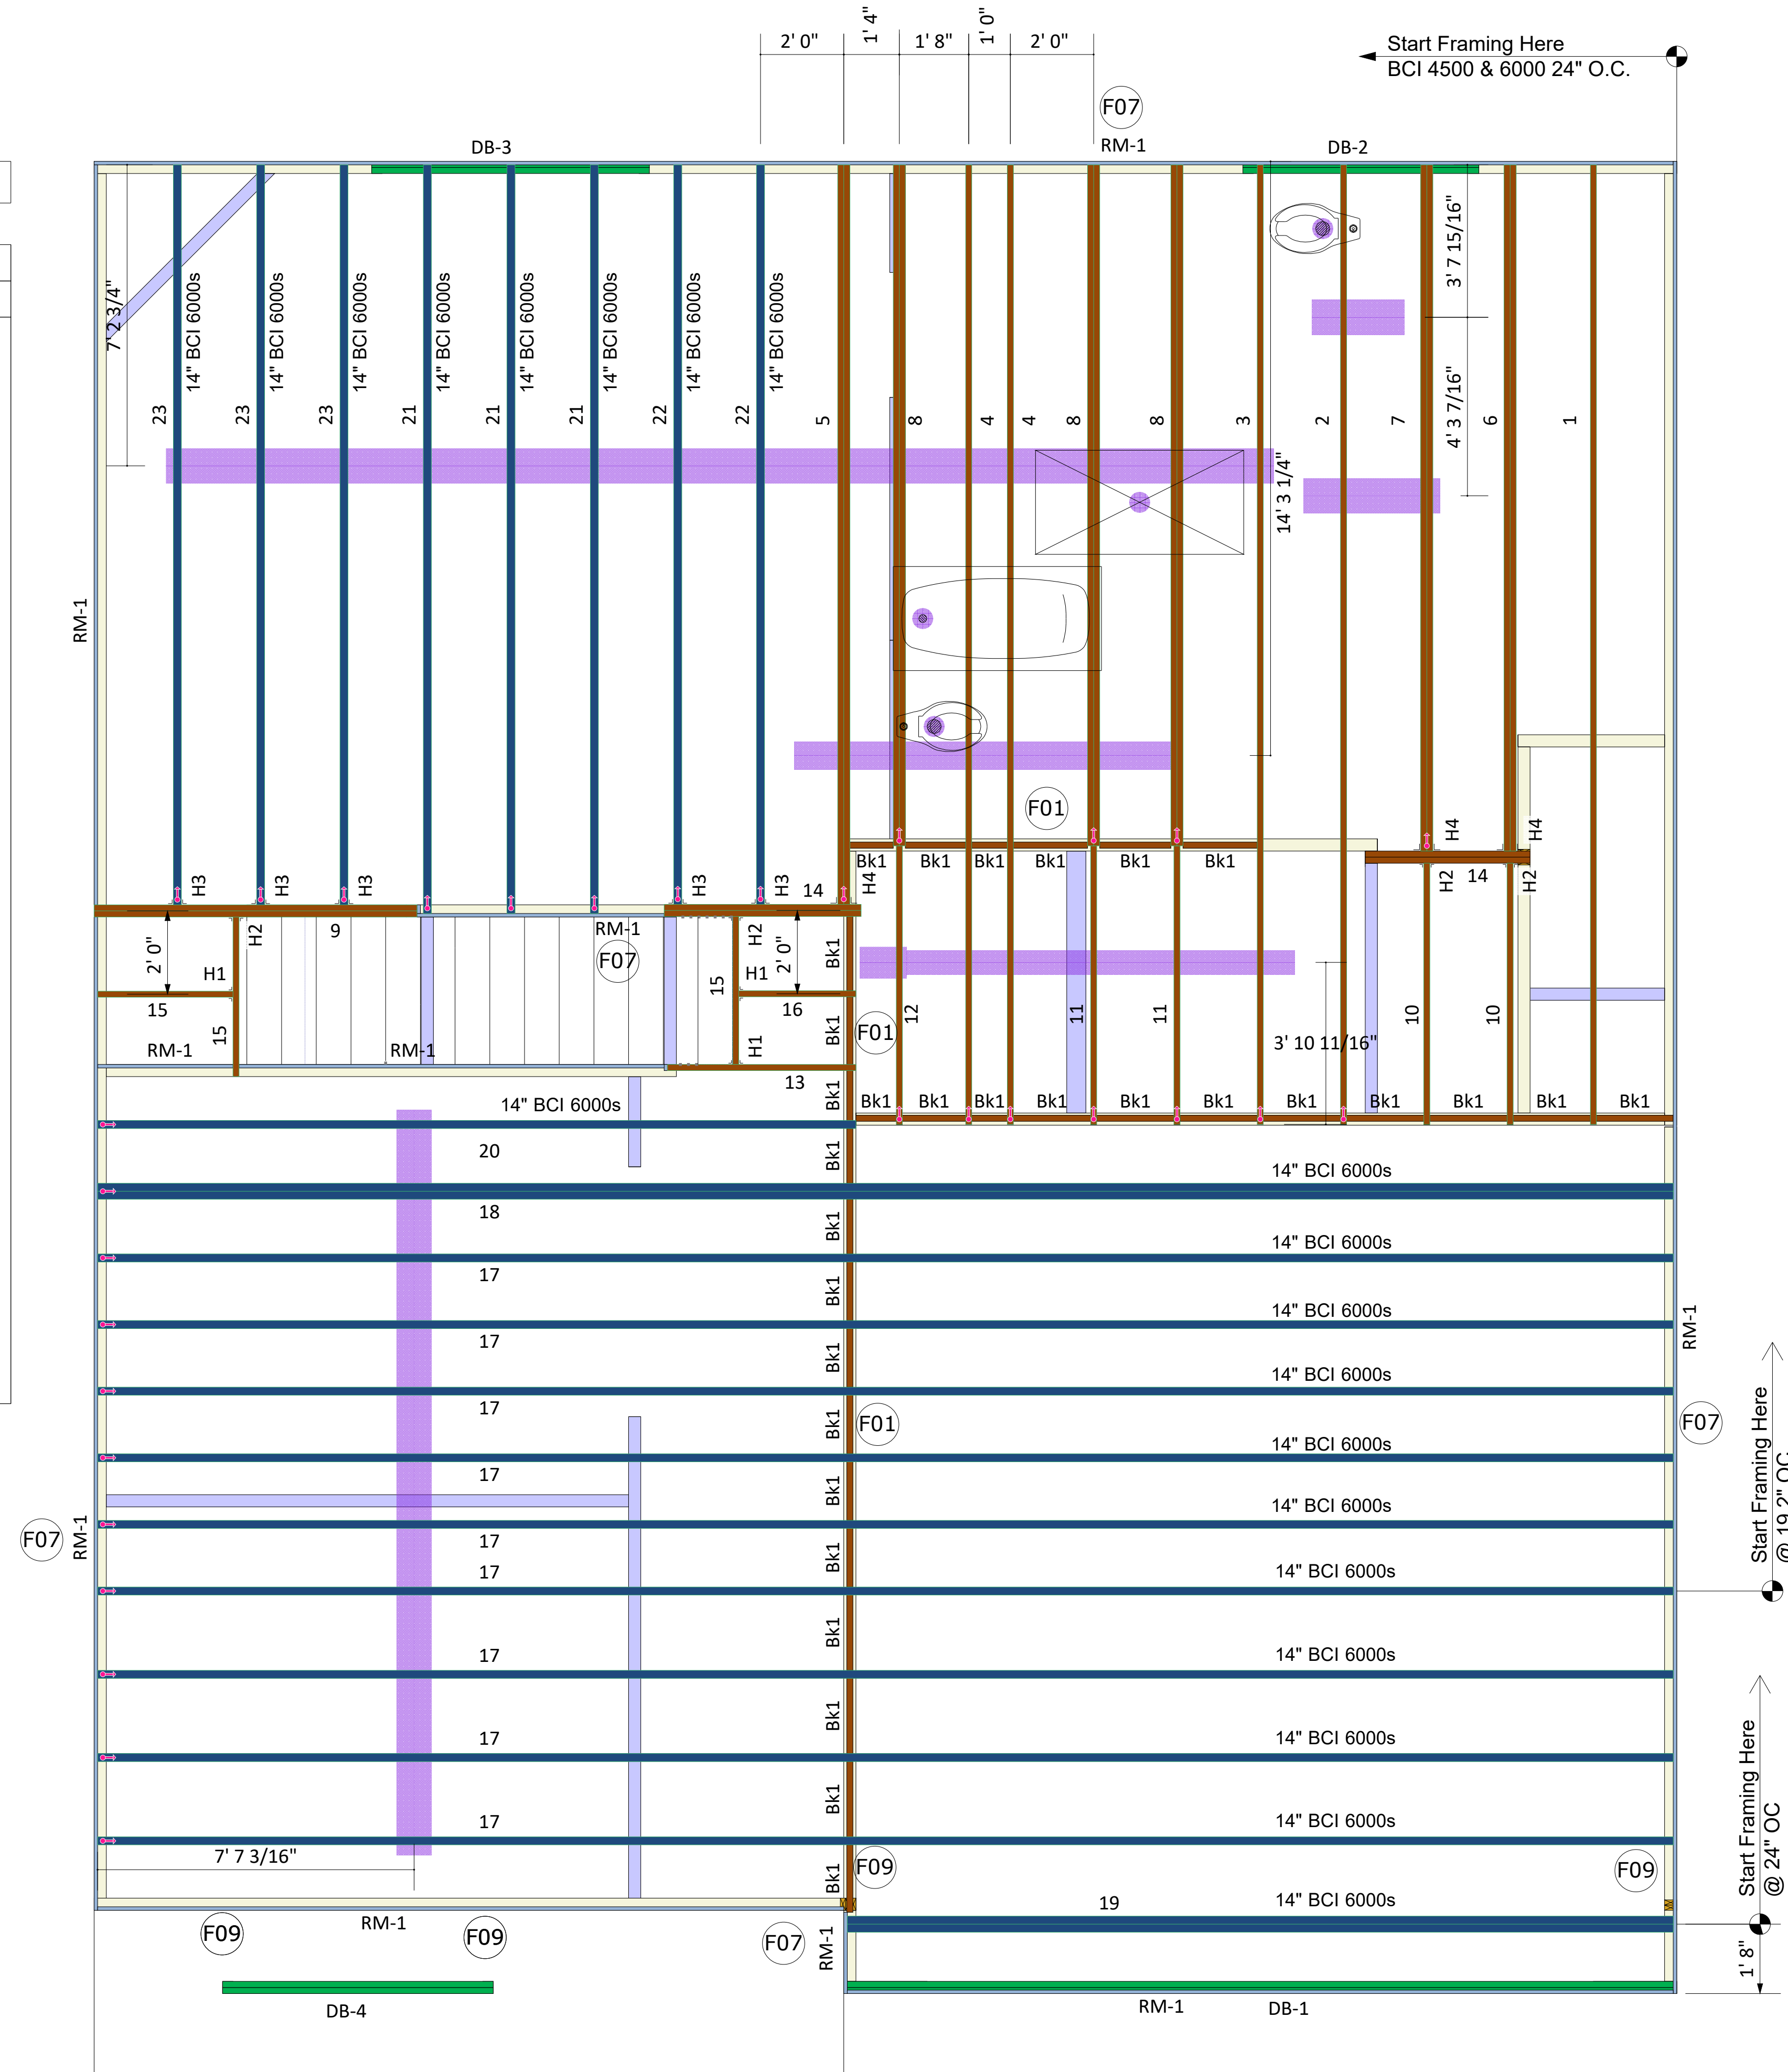 2' 0"
1' 4"
1' 8"
1' 0"
2' 0"
Start Framing Here
BCI 4500 & 6000 24" O.C.
F07
DB-3
RM-1
DB-2
7' 2 3/4"
14" BCI 6000s
14" BCI 6000s
14" BCI 6000s
14" BCI 6000s
14" BCI 6000s
14" BCI 6000s
14" BCI 6000s
14" BCI 6000s
3' 7 15/16"
4' 3 7/16"
23
23
23
21
21
21
22
22
5
8
4
4
8
8
3
2
7
6
1
14' 3 1/4"
RM-1
F01
H4
H4
Bk1
Bk1
Bk1
Bk1
Bk1
Bk1
H3
H3
H3
H3
H3
14
H4
H2
14
H2
H2
9
RM-1
H2
Bk1
F07
2' 0"
H1
15
15
RM-1
RM-1
15
H1
2' 0"
16
H1
13
Bk1
F01
12
11
11
3' 10 11/16"
10
10
Bk1
Bk1
Bk1
Bk1
Bk1
Bk1
Bk1
Bk1
Bk1
Bk1
Bk1
Bk1
14" BCI 6000s
20
Bk1
14" BCI 6000s
18
Bk1
14" BCI 6000s
17
Bk1
14" BCI 6000s
RM-1
17
Bk1
14" BCI 6000s
17
Bk1
F01
14" BCI 6000s
F07
Start Framing Here
@ 19.2" OC
17
Bk1
14" BCI 6000s
F07
RM-1
17
Bk1
17
14" BCI 6000s
Bk1
17
14" BCI 6000s
Bk1
17
14" BCI 6000s
Start Framing Here
@ 24" OC
Bk1
17
14" BCI 6000s
7' 7 3/16"
Bk1
F09
F09
19
14" BCI 6000s
RM-1
F09
F09
F07
RM-1
1' 8"
DB-4
RM-1
DB-1